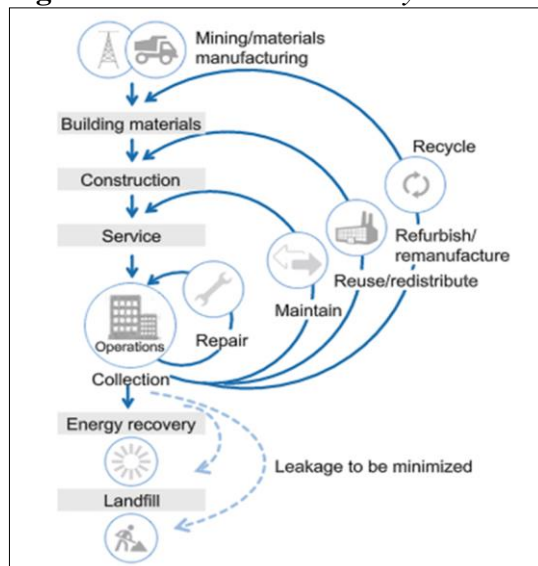 Mining/materials
manufacturing
Building materials
Recycle
Construction
Service
Refurbish/
remanufacture
Reuse/redistribute
Maintain
Repair
Operations
Collection
Energy recovery
Leakage to be minimized
Landfill